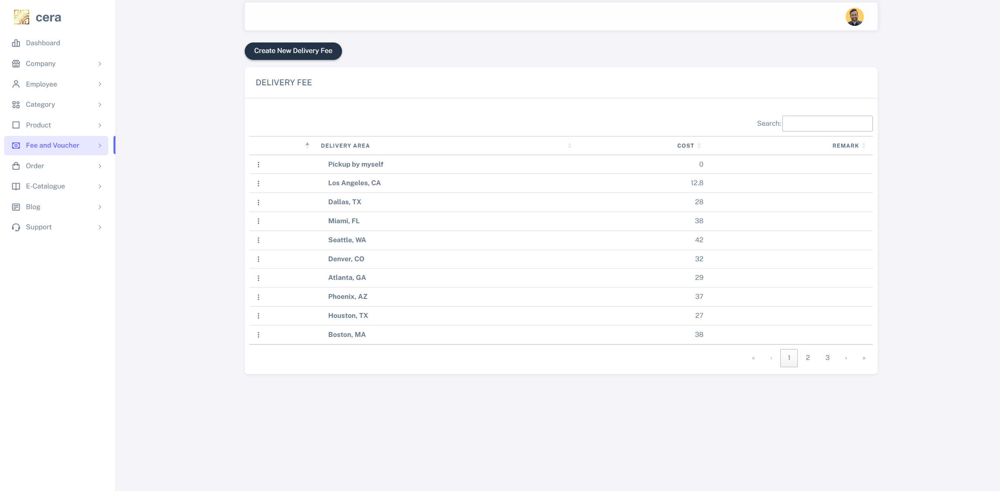 cera
Dashboard
Company
Employee
Category
Product
Fee and Voucher
Order
E-Catalogue
Blog
Support
Create New Delivery Fee
DELIVERY FEE
Search:
DELIVERY AREA COST REMARK
Pickup by myself 0
Los Angeles, CA 12.8
Dallas, TX 28
Miami, FL 38
Seattle, WA 42
Denver, CO 32
Atlanta, GA 29
Phoenix, AZ 37
Houston, TX 27
Boston, MA 38
« ‹ 1 2 3 › »